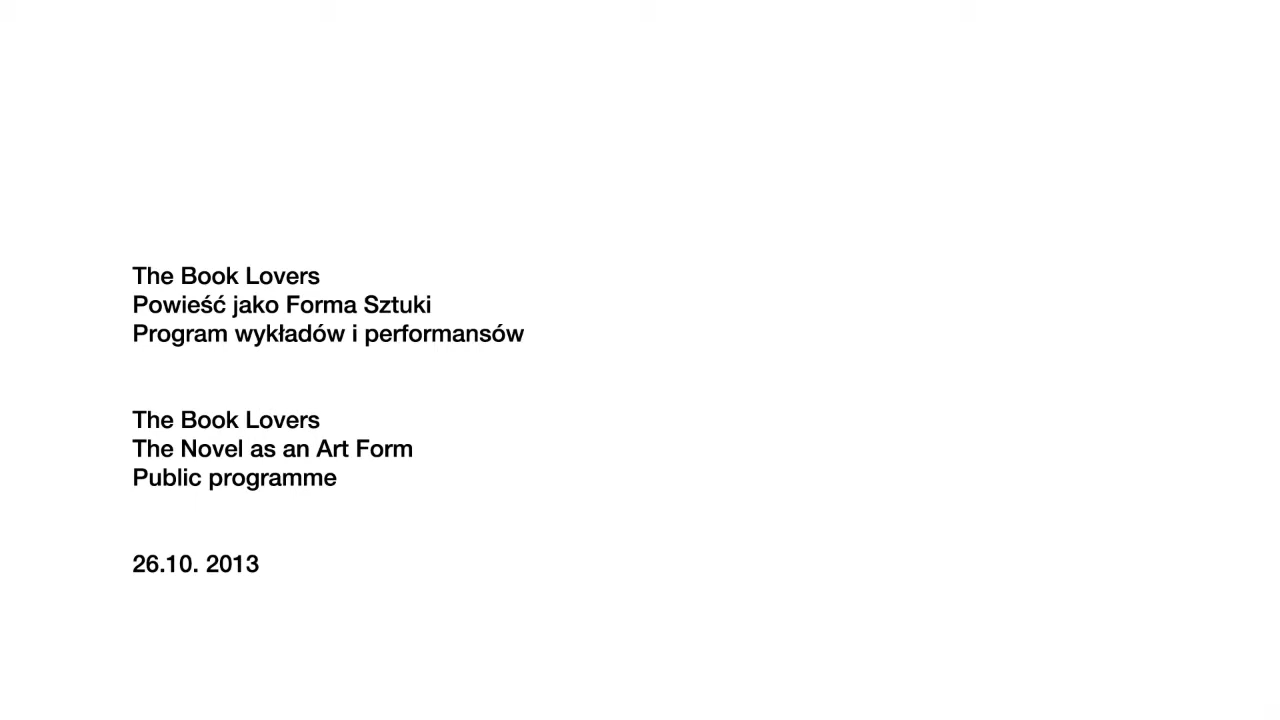 The Book Lovers
Powieść jako Forma Sztuki
Program wykładów i performansów
The Book Lovers
The Novel as an Art Form
Public programme
26.10. 2013